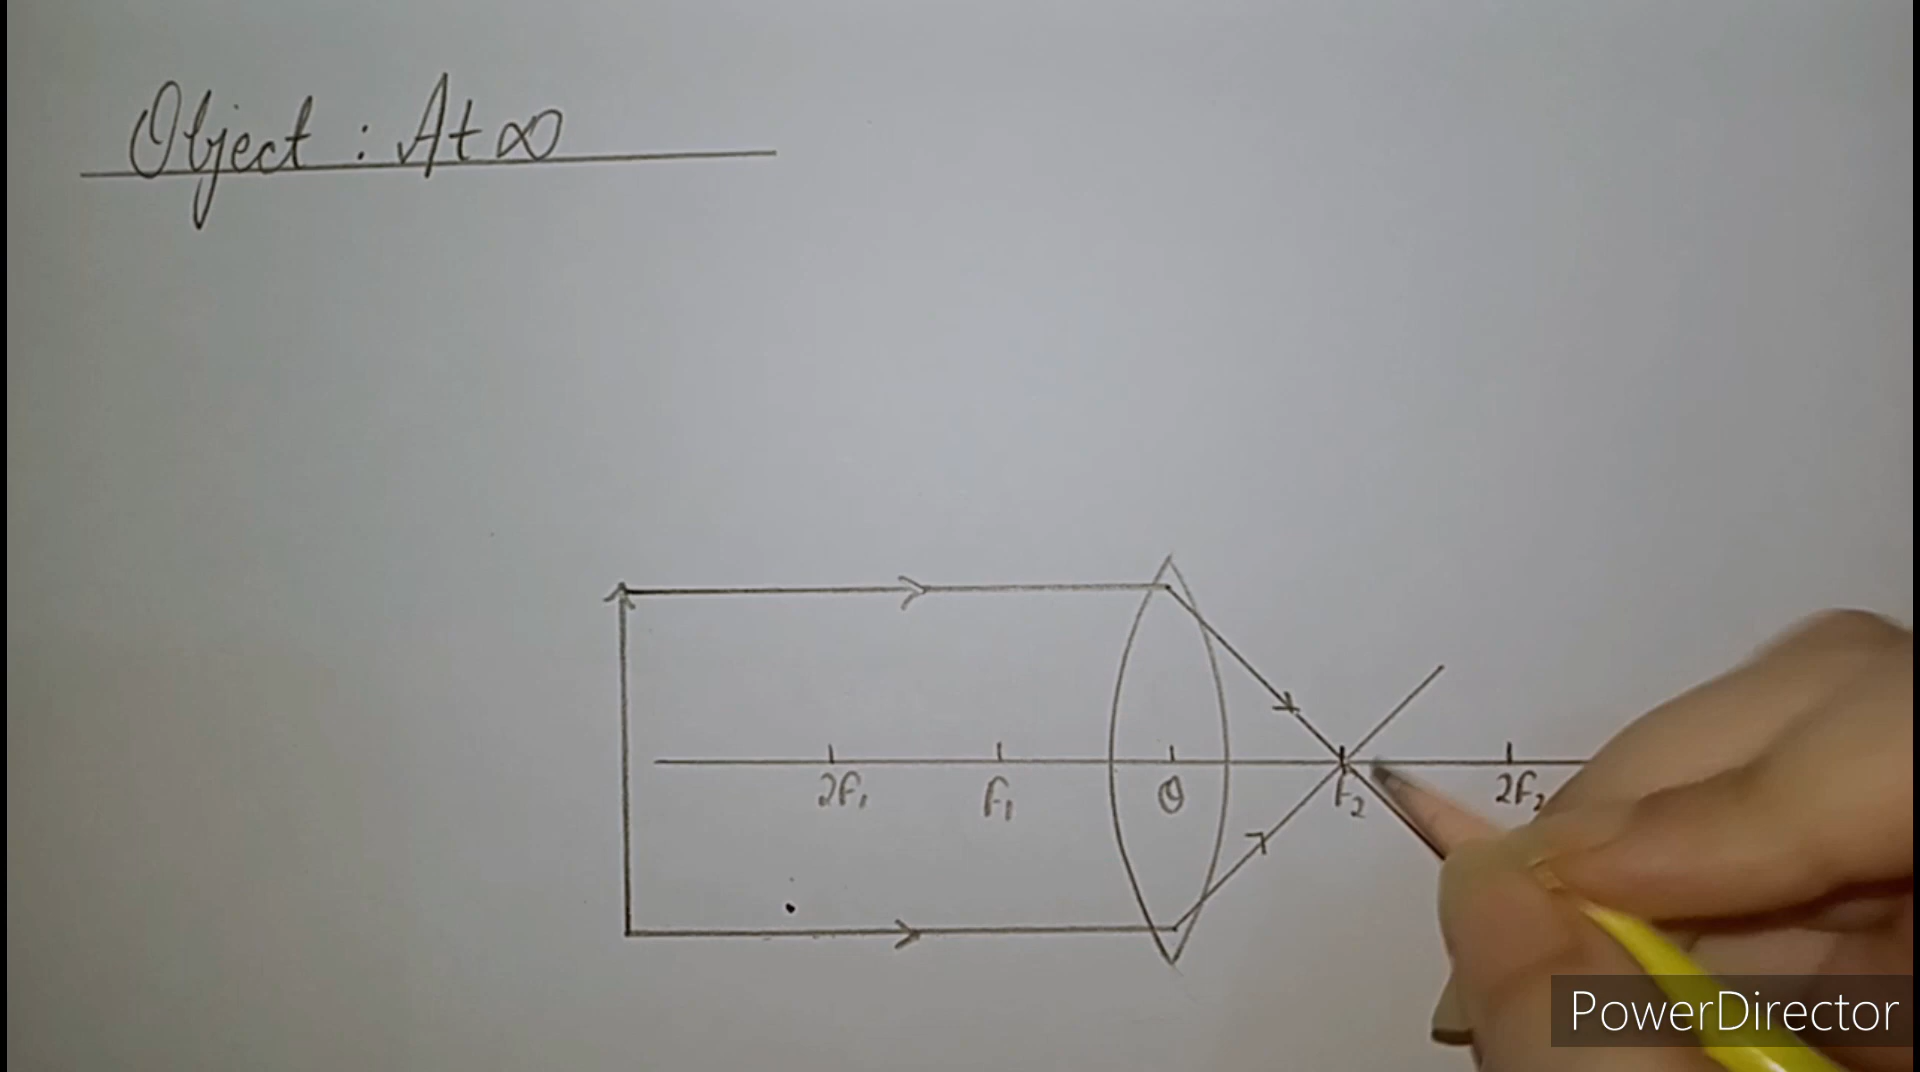 Object : At ∞
2F₁ F₁ O F₂ 2F₂
PowerDirector